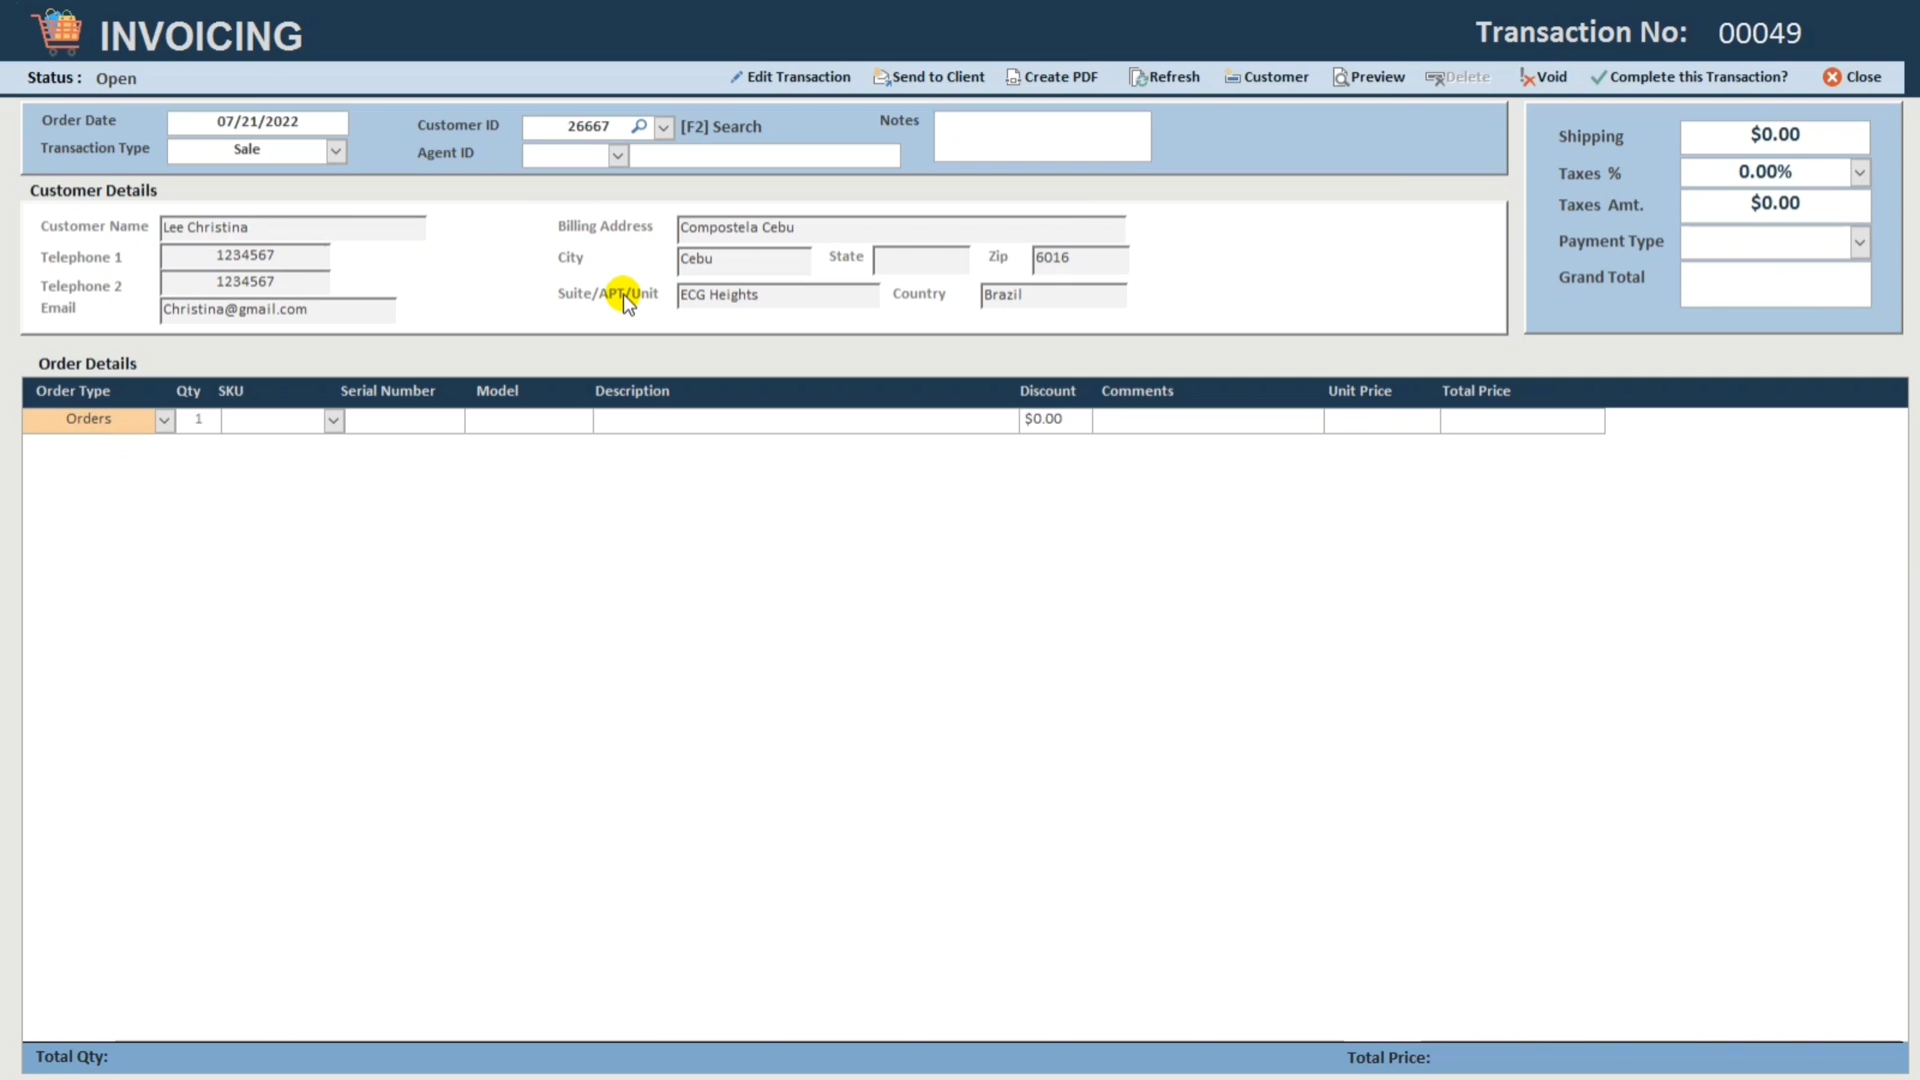 INVOICING
Transaction No: 00049
Status : Open
Edit Transaction Send to Client Create PDF Refresh Customer Preview Delete Void Complete this Transaction? Close
Order Date 07/21/2022 Customer ID 26667 [F2] Search Notes
Transaction Type Sale Agent ID
Shipping $0.00
Taxes % 0.00%
Taxes Amt. $0.00
Payment Type
Grand Total
Customer Details
Customer Name Lee Christina Billing Address Compostela Cebu
Telephone 1 1234567 City Cebu State Zip 6016
Telephone 2 1234567 Suite/APT/Unit ECG Heights Country Brazil
Email Christina@gmail.com
Order Details
Order Type Qty SKU Serial Number Model Description Discount Comments Unit Price Total Price
Orders 1 $0.00
Total Qty: Total Price: